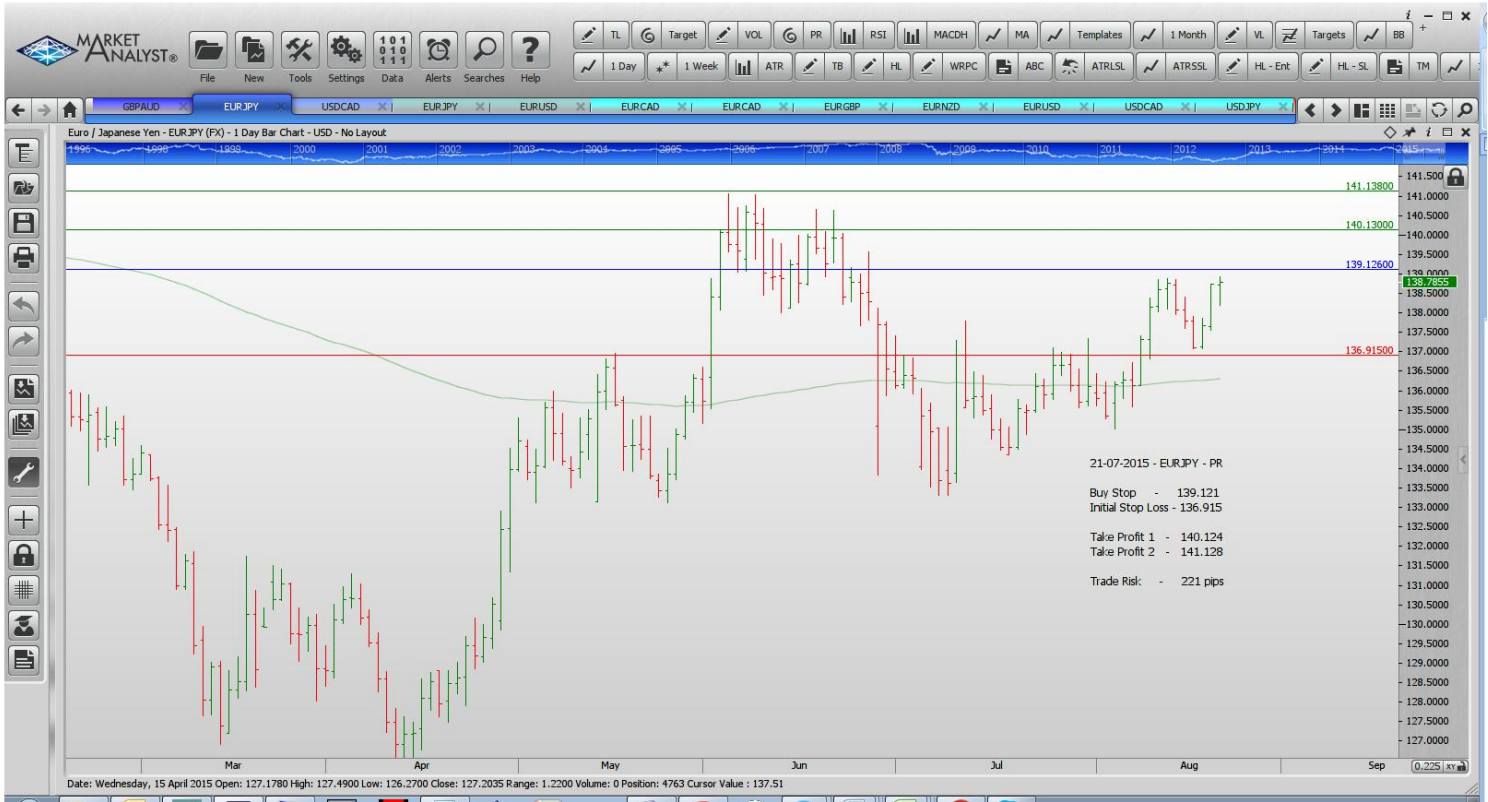 MARKET
ANALYST®
File New Tools Settings Data Alerts Searches Help
TL Target VOL PR RSI MACDH MA Templates 1 Month VL Targets BB
1 Day 1 Week ATR TB HL WRPC ABC ATRLSL ATRSSL HL - Ent HL - SL TM
GBPAUD EURJPY USDCAD EURJPY EURUSD EURCAD EURCAD EURGBP EURNZD EURUSD USDCAD USDJPY
Euro / Japanese Yen - EURJPY (FX) - 1 Day Bar Chart - USD - No Layout
1996 1998 1999 2000 2001 2002 2003 2004 2005 2006 2007 2008 2009 2010 2011 2012 2013 2014 2015
141.13800
140.13000
139.12600
136.91500
141.500
141.0000
140.5000
140.0000
139.5000
139.0000
138.7855
138.5000
138.0000
137.5000
137.0000
136.5000
136.0000
135.5000
135.0000
134.5000
134.0000
133.5000
133.0000
132.5000
132.0000
131.5000
131.0000
130.5000
130.0000
129.5000
129.0000
128.5000
128.0000
127.5000
127.0000
21-07-2015 - EURJPY - PR
Buy Stop - 139.121
Initial Stop Loss - 136.915
Take Profit 1 - 140.124
Take Profit 2 - 141.128
Trade Risk - 221 pips
Mar Apr May Jun Jul Aug Sep
0.225 XY
Date: Wednesday, 15 April 2015 Open: 127.1780 High: 127.4900 Low: 126.2700 Close: 127.2035 Range: 1.2200 Volume: 0 Position: 4763 Cursor Value : 137.51